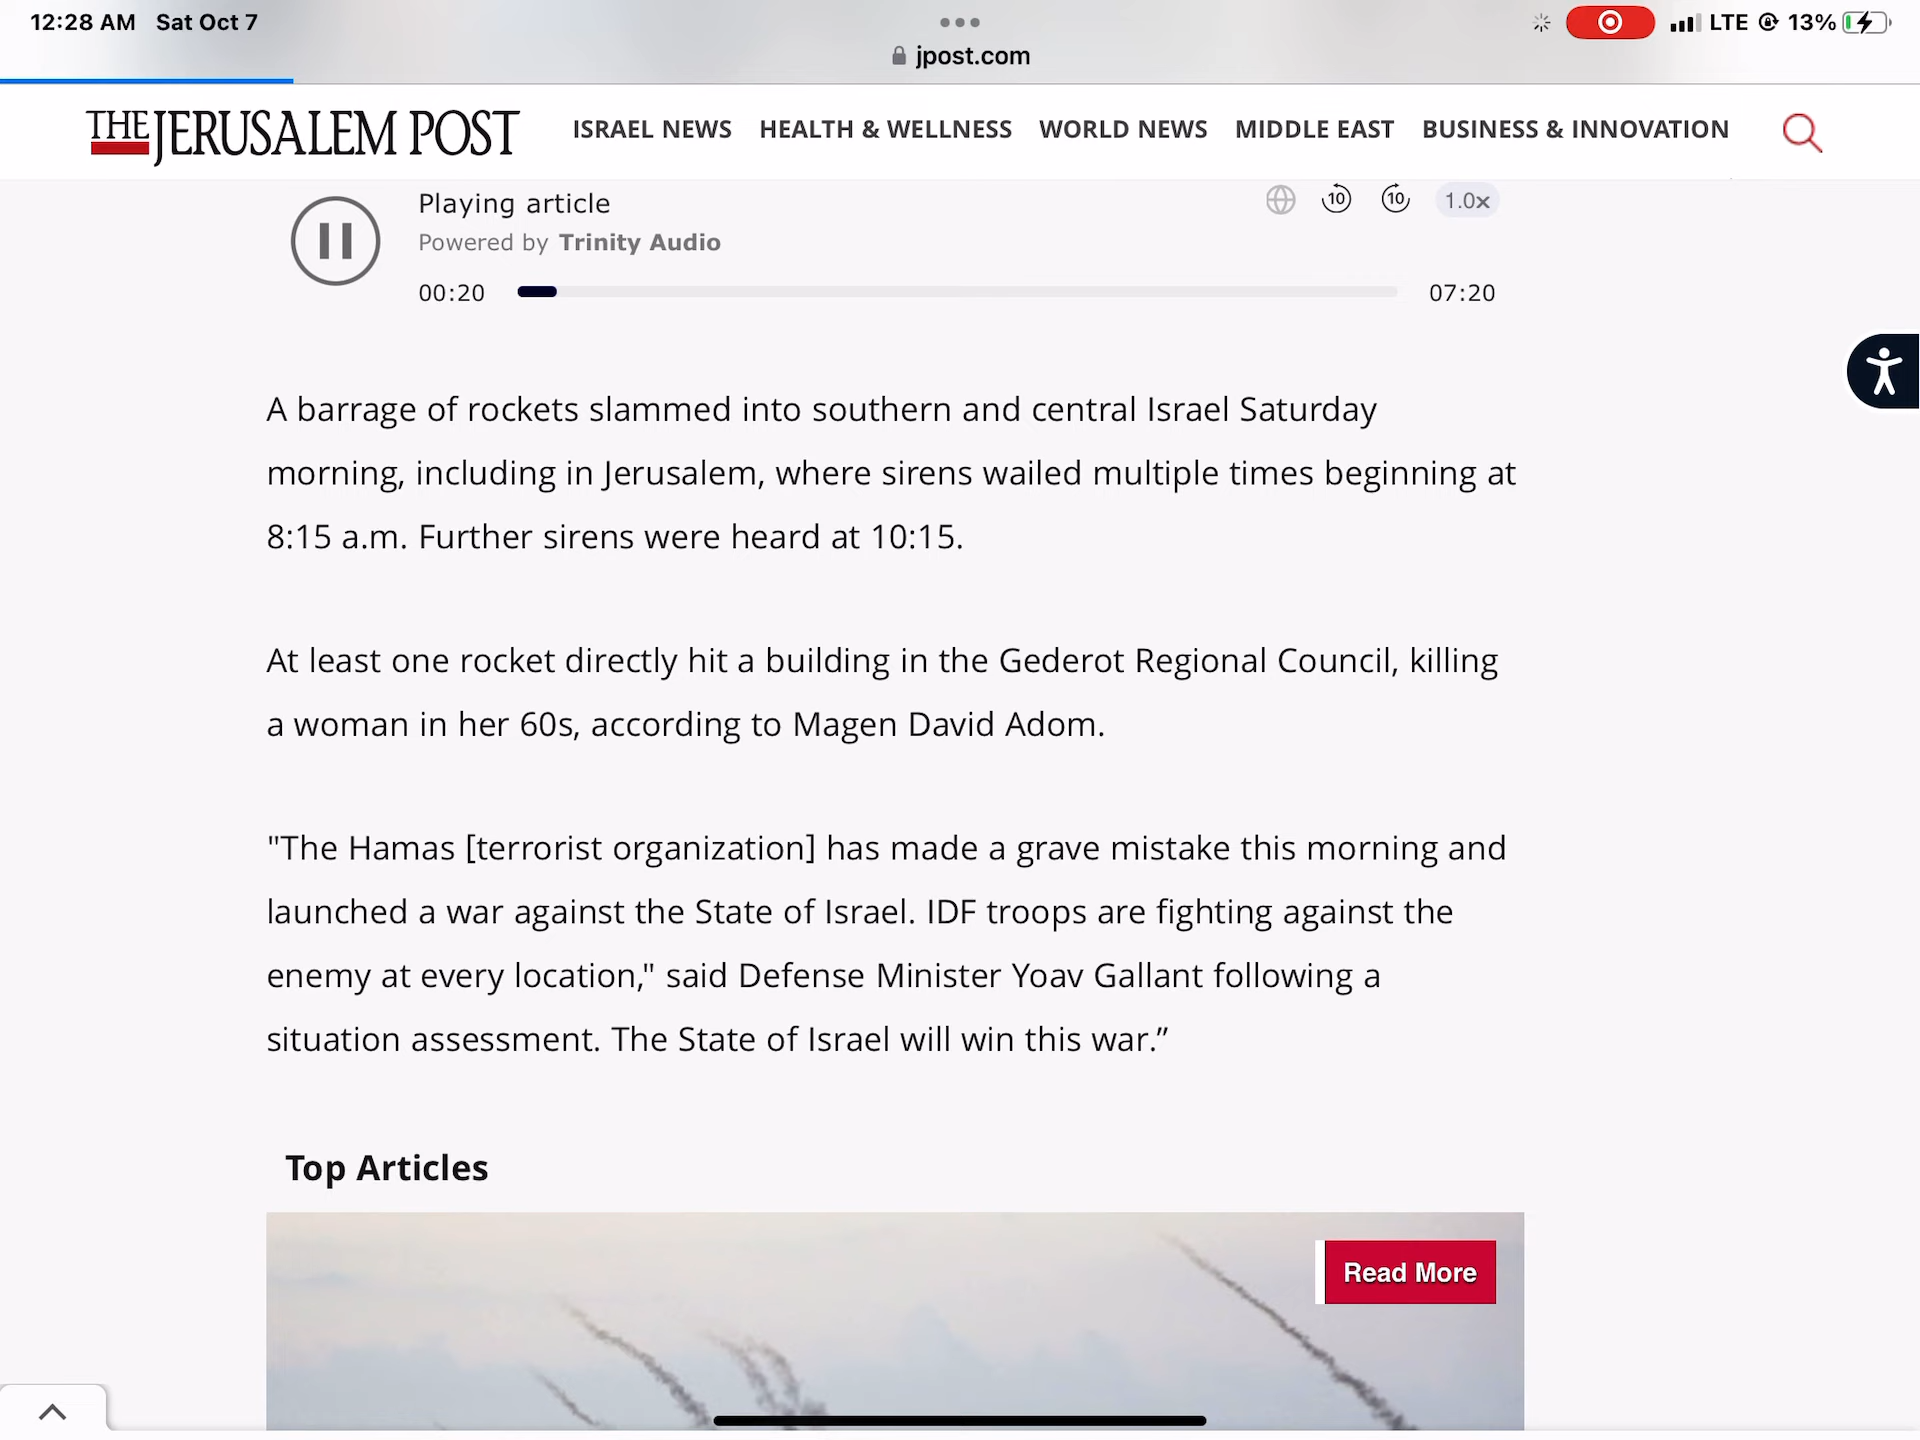 12:28 AM Sat Oct 7
LTE 13%
jpost.com
THE JERUSALEM POST
ISRAEL NEWS HEALTH & WELLNESS WORLD NEWS MIDDLE EAST BUSINESS & INNOVATION
Playing article
10 10 1.0x
Powered by Trinity Audio
00:20 07:20
A barrage of rockets slammed into southern and central Israel Saturday
morning, including in Jerusalem, where sirens wailed multiple times beginning at
8:15 a.m. Further sirens were heard at 10:15.
At least one rocket directly hit a building in the Gederot Regional Council, killing
a woman in her 60s, according to Magen David Adom.
"The Hamas [terrorist organization] has made a grave mistake this morning and
launched a war against the State of Israel. IDF troops are fighting against the
enemy at every location," said Defense Minister Yoav Gallant following a
situation assessment. The State of Israel will win this war.”
Top Articles
Read More